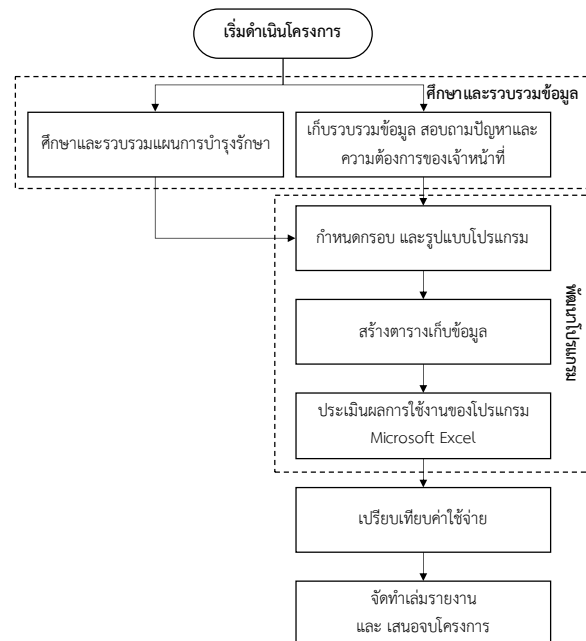 เริ่มดำเนินโครงการ
ศึกษาและรวบรวมข้อมูล
ศึกษาและรวบรวมแผนการบำรุงรักษา
เก็บรวบรวมข้อมูล สอบถามปัญหาและ
ความต้องการของเจ้าหน้าที่
กำหนดกรอบ และรูปแบบโปรแกรม
พัฒนาโปรแกรม
สร้างตารางเก็บข้อมูล
ประเมินผลการใช้งานของโปรแกรม
Microsoft Excel
เปรียบเทียบค่าใช้จ่าย
จัดทำเล่มรายงาน
และ เสนอจบโครงการ